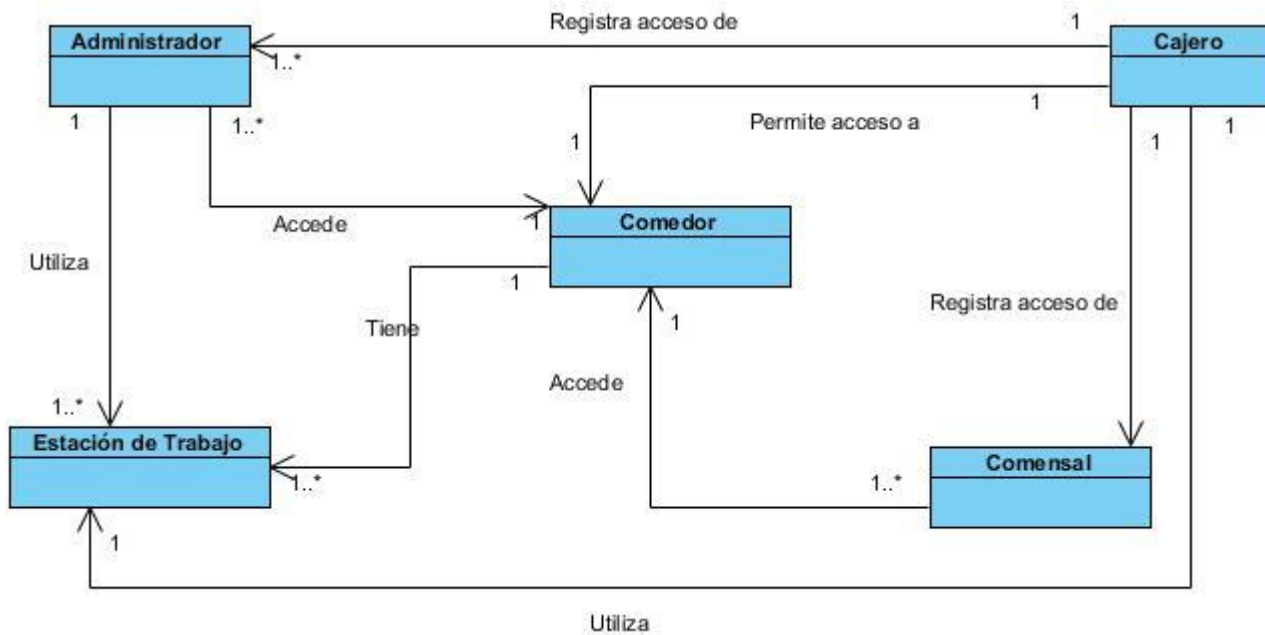 Registra acceso de
1
Administrador
Cajero
1..*
1
1..*
1
1
1
Permite acceso a
1
Accede
1
Comedor
Utiliza
1
Registra acceso de
Tiene
1
Accede
1..*
Estación de Trabajo
Comensal
1..*
1..*
1
Utiliza